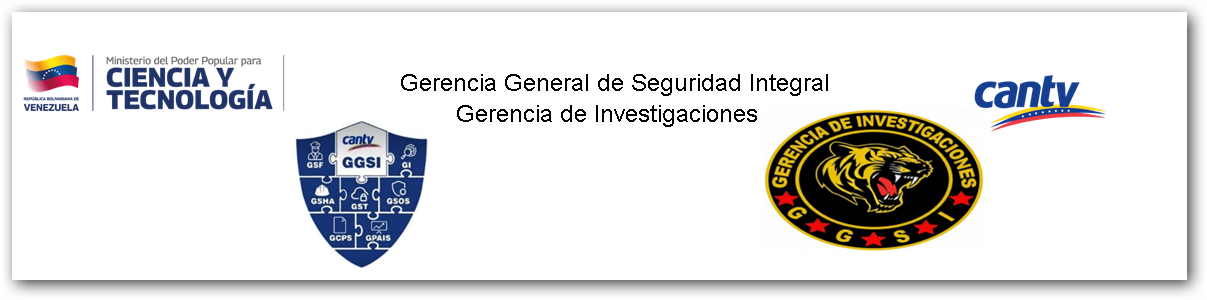 Ministerio del Poder Popular para
CIENCIA Y
TECNOLOGÍA
REPÚBLICA BOLIVARIANA DE
VENEZUELA
Gerencia General de Seguridad Integral
Gerencia de Investigaciones
cantv
cantv
GGSI
GSF
GI
GSHA
GST
GSOS
GCPS
GPAIS
GERENCIA DE INVESTIGACIONES
G G S I